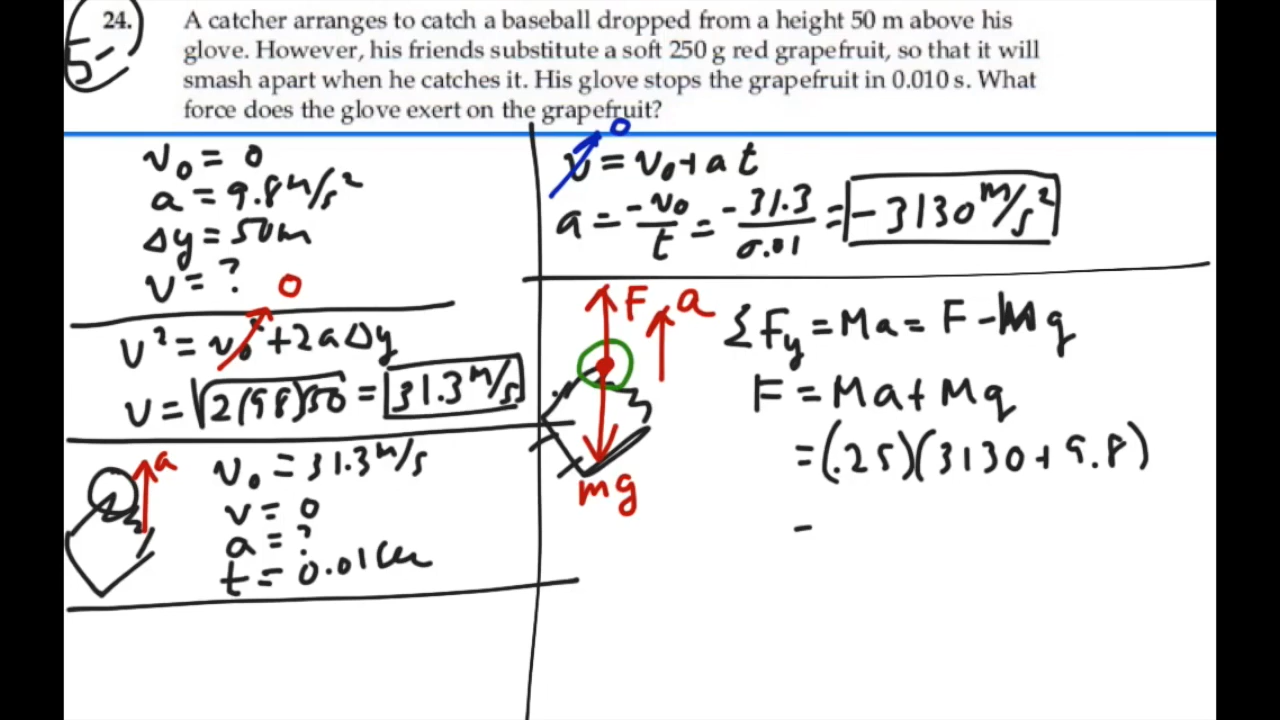 24. A catcher arranges to catch a baseball dropped from a height 50 m above his
glove. However, his friends substitute a soft 250 g red grapefruit, so that it will
smash apart when he catches it. His glove stops the grapefruit in 0.010 s. What
force does the glove exert on the grapefruit?
5-
v₀ = 0
a = 9.8 m/s²
Δy = 50m
v = ?
0
v² = v₀² + 2aΔy
v = √2(98)50 = 31.3 m/s
a
v₀ = 31.3 m/s
v = 0
a = ?
t = 0.01
0
v = v₀ + at
a = -v₀/t = -31.3/0.01 = -3130 m/s²
F a
mg
ΣFy = Ma = F - Mg
F = Ma + Mg
= (.25)(3130 + 9.8)
-